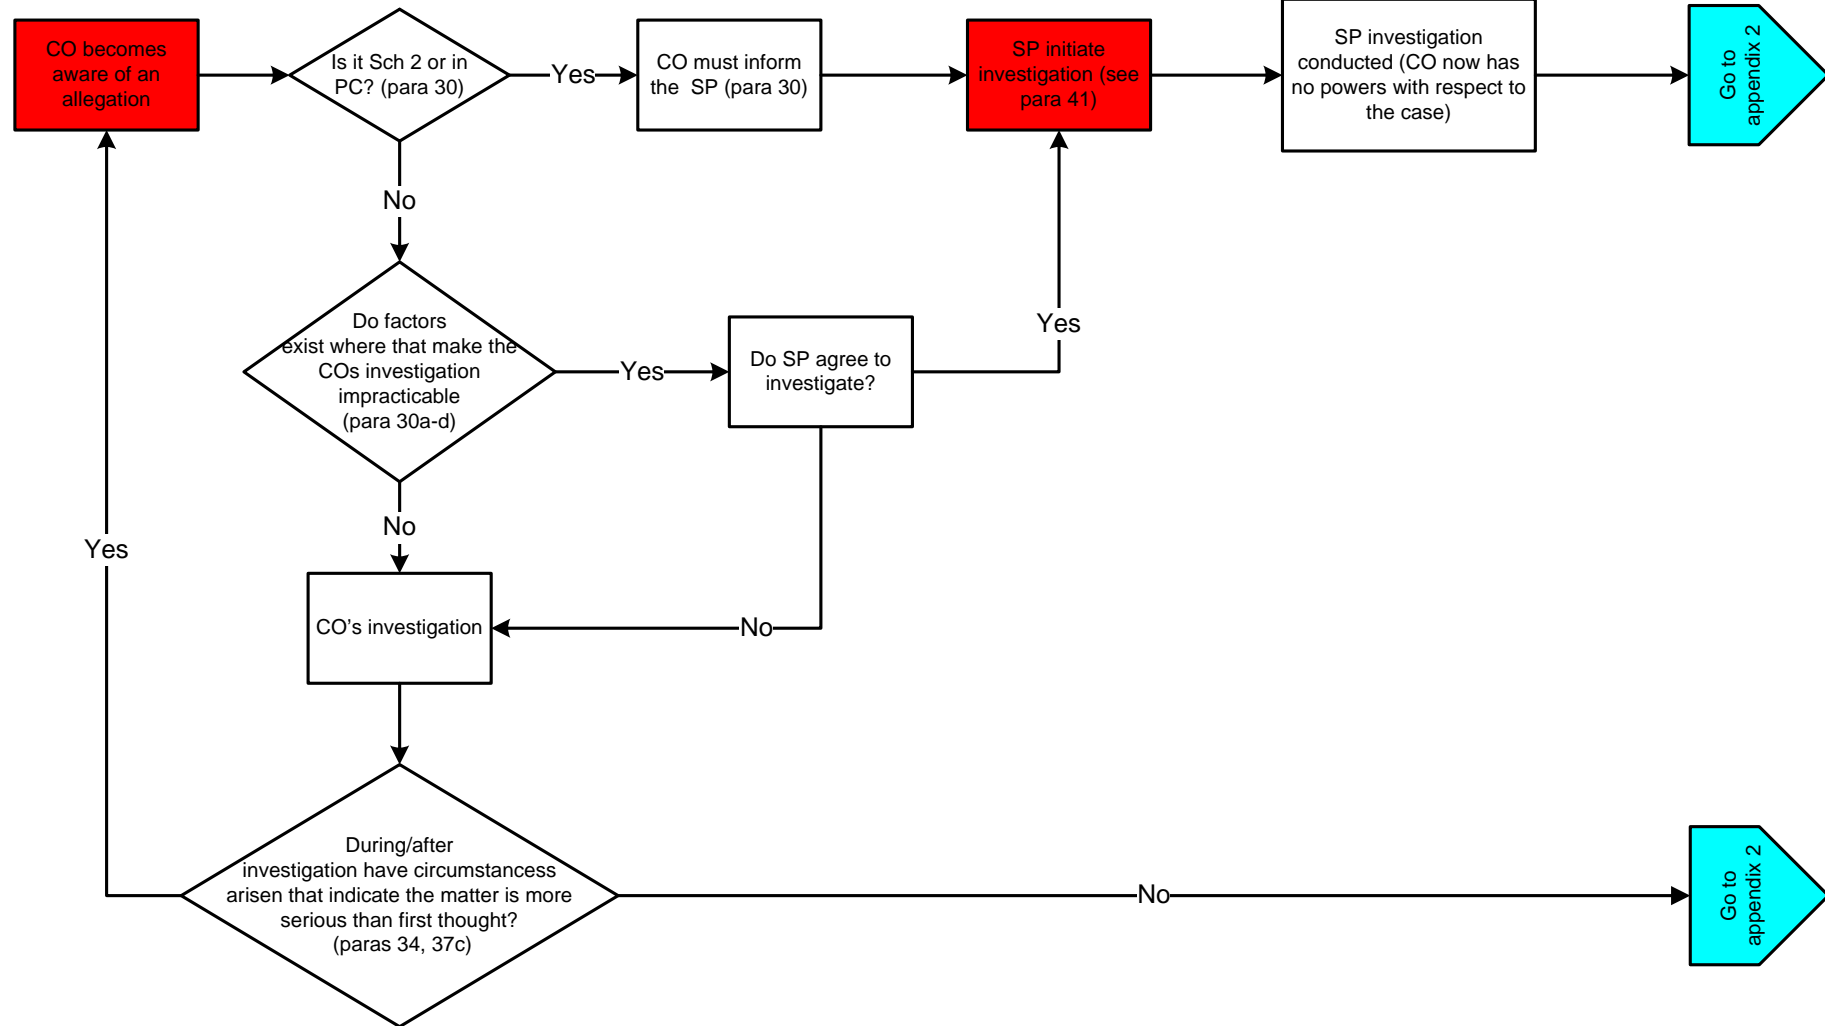 CO becomes
aware of an
allegation
Is it Sch 2 or in
PC? (para 30)
Yes
CO must inform
the SP (para 30)
SP initiate
investigation (see
para 41)
SP investigation
conducted (CO now has
no powers with respect to
the case)
Go to
appendix 2
No
Do factors
exist where that make the
COs investigation
impracticable
(para 30a-d)
Yes
Do SP agree to
investigate?
Yes
No
CO's investigation
No
Yes
During/after
investigation have circumstancess
arisen that indicate the matter is more
serious than first thought?
(paras 34, 37c)
No
Go to
appendix 2